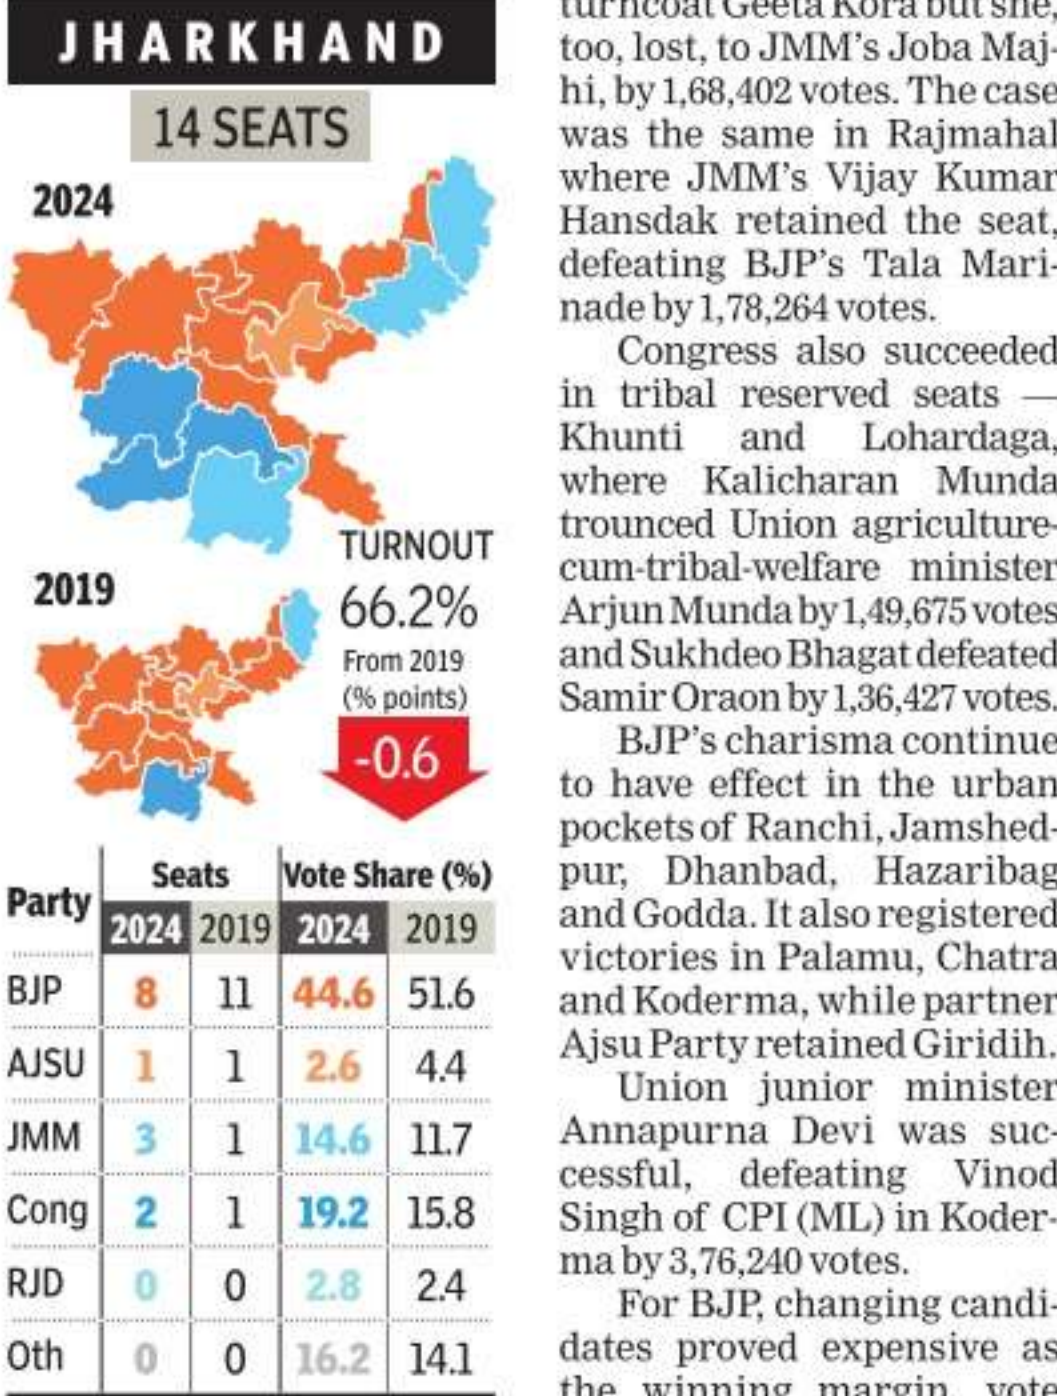 JHARKHAND
14 SEATS
2024
TURNOUT
66.2%
From 2019
(% points)
-0.6
2019
Party Seats Vote Share (%)
2024 2019 2024 2019
BJP 8 11 44.6 51.6
AJSU 1 1 2.6 4.4
JMM 3 1 14.6 11.7
Cong 2 1 19.2 15.8
RJD 0 0 2.8 2.4
Oth 0 0 16.2 14.1
turncoat Geeta Kora but she,
too, lost, to JMM's Joba Maj-
hi, by 1,68,402 votes. The case
was the same in Rajmahal
where JMM's Vijay Kumar
Hansdak retained the seat,
defeating BJP's Tala Mari-
nade by 1,78,264 votes.
Congress also succeeded
in tribal reserved seats —
Khunti and Lohardaga,
where Kalicharan Munda
trounced Union agriculture-
cum-tribal-welfare minister
Arjun Munda by 1,49,675 votes
and Sukhdeo Bhagat defeated
Samir Oraon by 1,36,427 votes.
BJP's charisma continue
to have effect in the urban
pockets of Ranchi, Jamshed-
pur, Dhanbad, Hazaribag
and Godda. It also registered
victories in Palamu, Chatra
and Koderma, while partner
Ajsu Party retained Giridih.
Union junior minister
Annapurna Devi was suc-
cessful, defeating Vinod
Singh of CPI (ML) in Koder-
ma by 3,76,240 votes.
For BJP, changing candi-
dates proved expensive as
the winning margin, vote